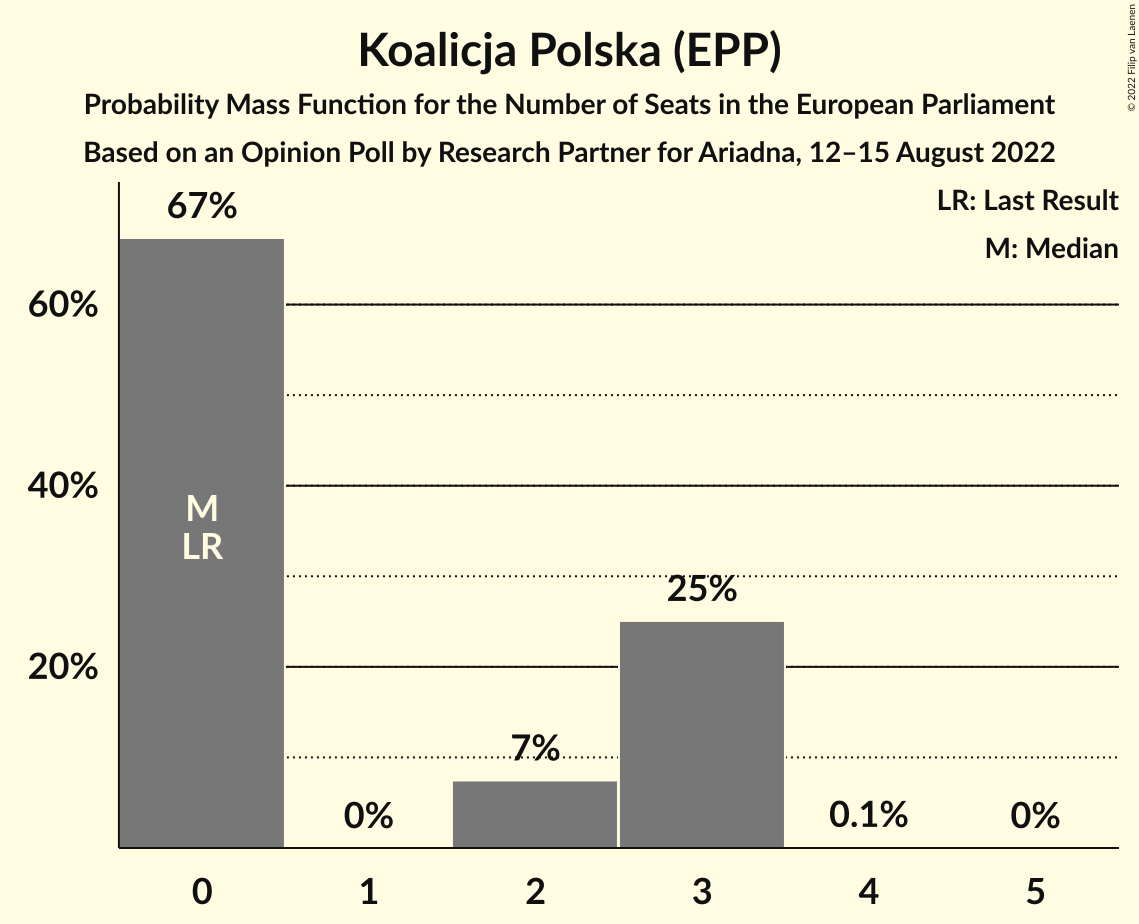 Koalicja Polska (EPP)
Probability Mass Function for the Number of Seats in the European Parliament
Based on an Opinion Poll by Research Partner for Ariadna, 12–15 August 2022
© 2022 Filip van Laenen
LR: Last Result
M: Median
67%
60%
40%
20%
M
LR
0%
7%
25%
0.1%
0%
0
1
2
3
4
5